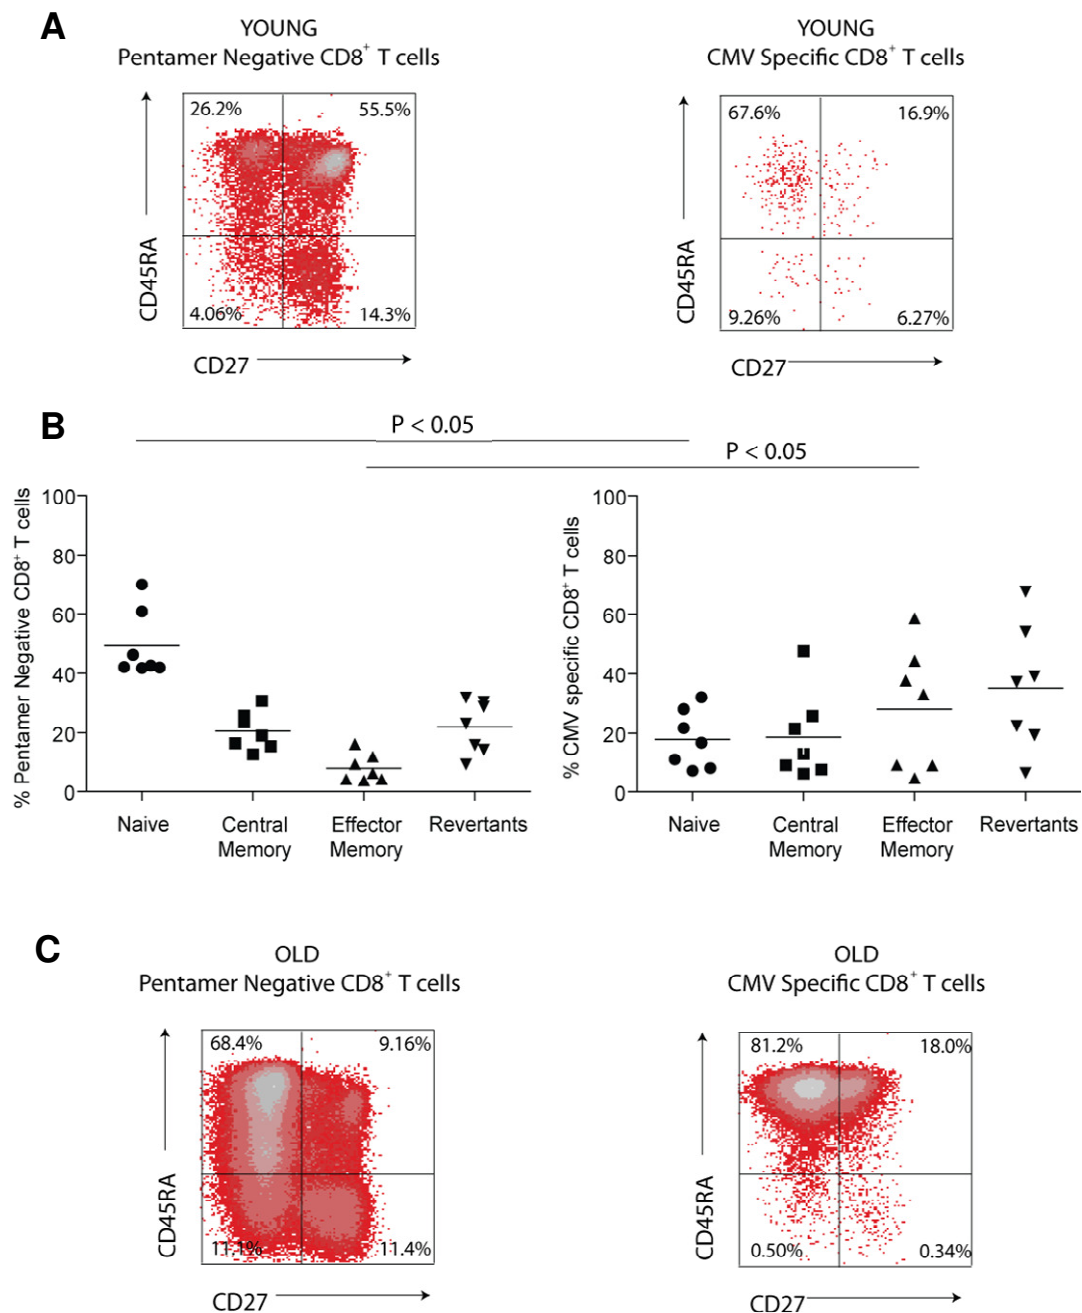 A
YOUNG
Pentamer Negative CD8+ T cells
YOUNG
CMV Specific CD8+ T cells
26.2%
55.5%
4.06%
14.3%
CD45RA
CD27
67.6%
16.9%
9.26%
6.27%
CD45RA
CD27
B
P < 0.05
P < 0.05
% Pentamer Negative CD8+ T cells
100
80
60
40
20
0
Naive
Central
Memory
Effector
Memory
Revertants
% CMV specific CD8+ T cells
100
80
60
40
20
0
Naive
Central
Memory
Effector
Memory
Revertants
C
OLD
Pentamer Negative CD8+ T cells
OLD
CMV Specific CD8+ T cells
68.4%
9.16%
11.1%
11.4%
CD45RA
CD27
81.2%
18.0%
0.50%
0.34%
CD45RA
CD27